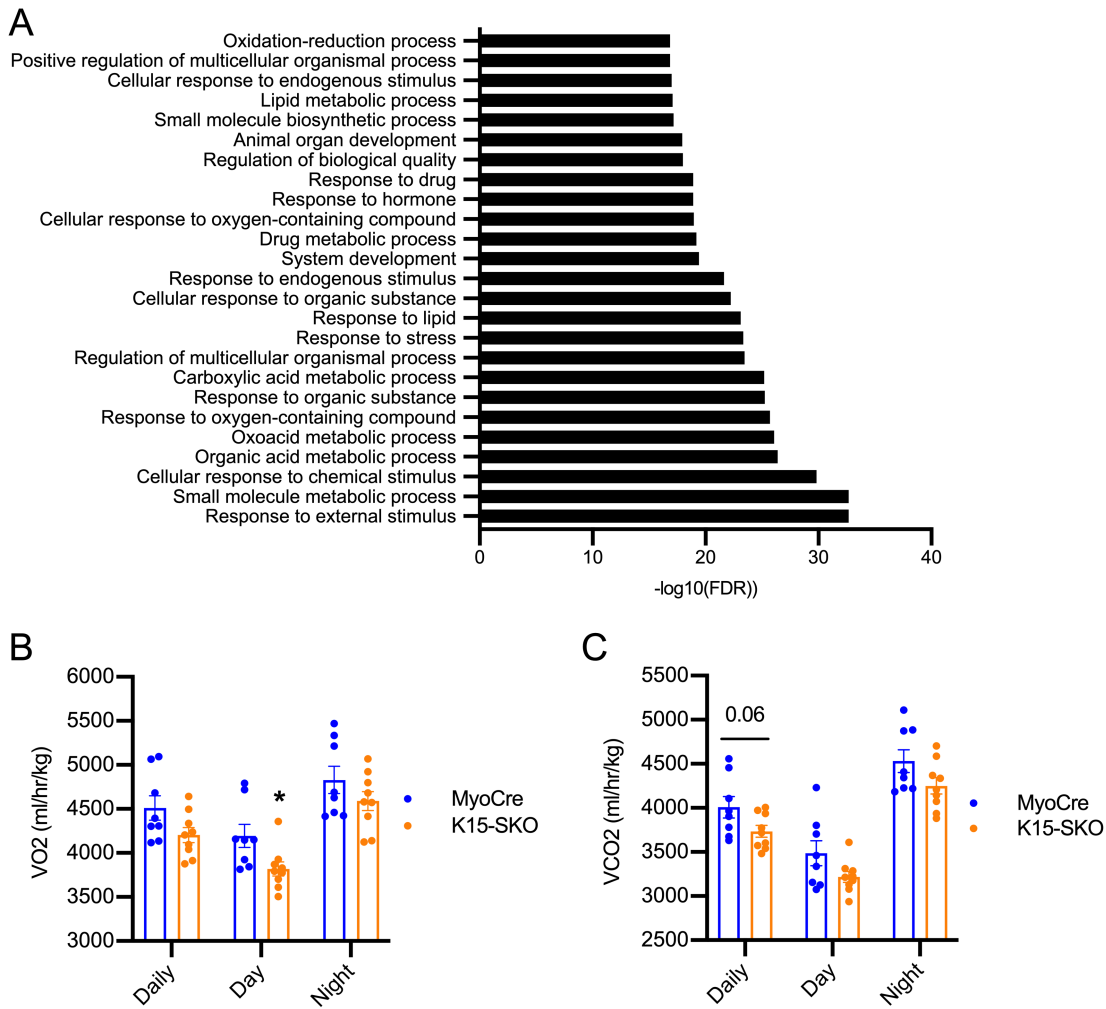 A
Oxidation-reduction process
Positive regulation of multicellular organismal process
Cellular response to endogenous stimulus
Lipid metabolic process
Small molecule biosynthetic process
Animal organ development
Regulation of biological quality
Response to drug
Response to hormone
Cellular response to oxygen-containing compound
Drug metabolic process
System development
Response to endogenous stimulus
Cellular response to organic substance
Response to lipid
Response to stress
Regulation of multicellular organismal process
Carboxylic acid metabolic process
Response to organic substance
Response to oxygen-containing compound
Oxoacid metabolic process
Organic acid metabolic process
Cellular response to chemical stimulus
Small molecule metabolic process
Response to external stimulus
0 10 20 30 40
-log10(FDR))
B
VO2 (ml/hr/kg)
6000
5500
5000
4500
4000
3500
3000
*
Daily Day Night
MyoCre
K15-SKO
C
VCO2 (ml/hr/kg)
5500
5000
4500
4000
3500
3000
2500
0.06
Daily Day Night
MyoCre
K15-SKO